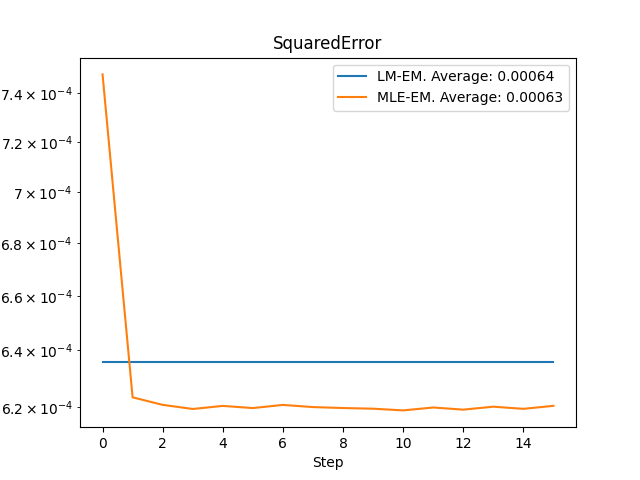 SquaredError
LM-EM. Average: 0.00064
MLE-EM. Average: 0.00063
7.4 × 10⁻⁴
7.2 × 10⁻⁴
7 × 10⁻⁴
6.8 × 10⁻⁴
6.6 × 10⁻⁴
6.4 × 10⁻⁴
6.2 × 10⁻⁴
0 2 4 6 8 10 12 14
Step